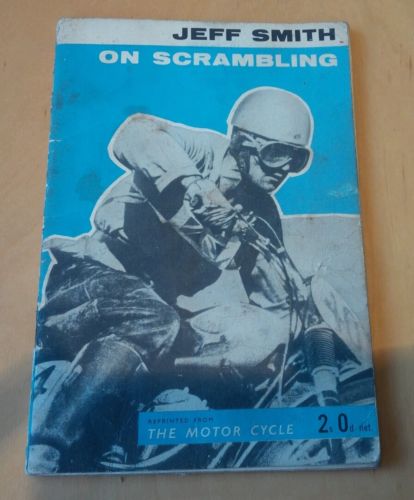 JEFF SMITH
ON SCRAMBLING
REPRINTED FROM
THE MOTOR CYCLE
2s. 0d. net.